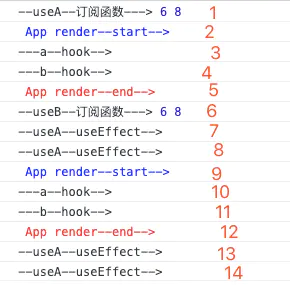 --useA--订阅函数---> 6 8 1
App render--start--> 2
---a--hook--> 3
---b--hook--> 4
App render--end--> 5
--useB--订阅函数---> 6 8 6
--useA--useEffect--> 7
--useA--useEffect--> 8
App render--start--> 9
---a--hook--> 10
---b--hook--> 11
App render--end--> 12
--useA--useEffect--> 13
--useA--useEffect--> 14